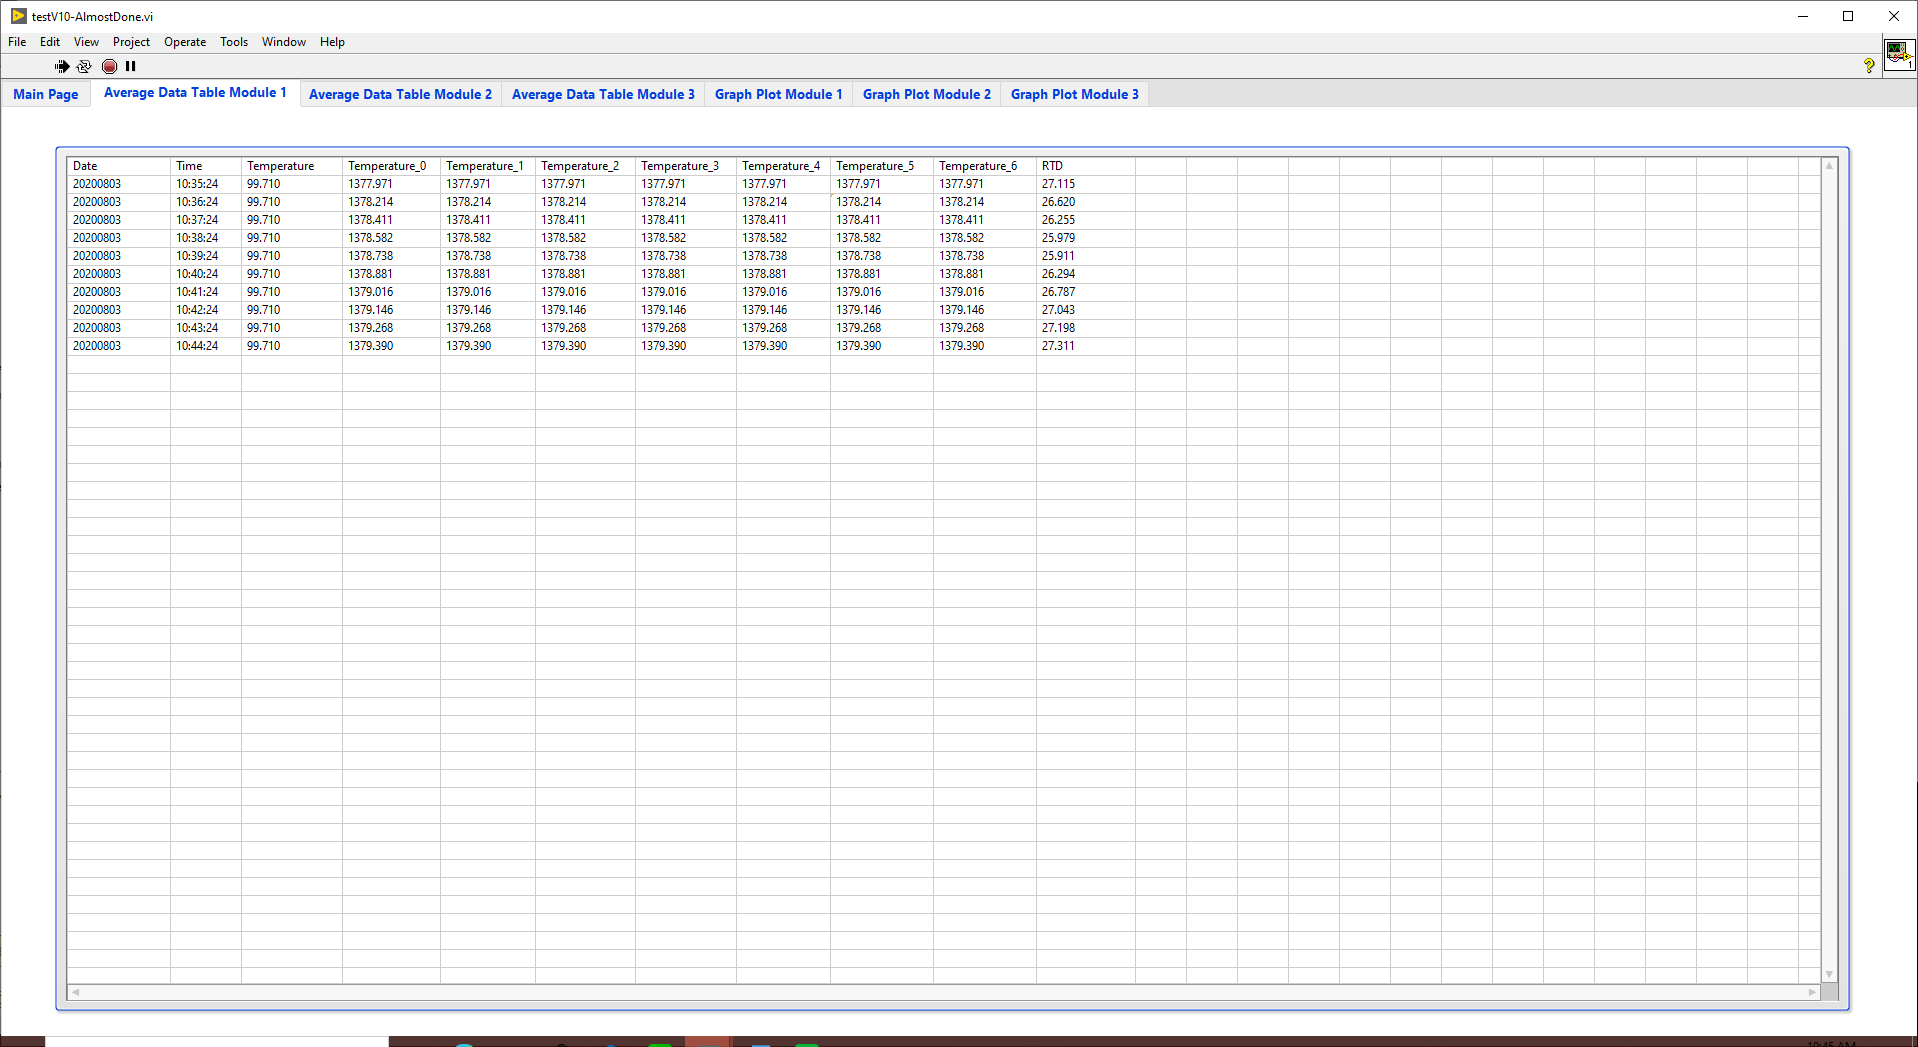 testV10-AlmostDone.vi
File Edit View Project Operate Tools Window Help
Main Page Average Data Table Module 1 Average Data Table Module 2 Average Data Table Module 3 Graph Plot Module 1 Graph Plot Module 2 Graph Plot Module 3
Date Time Temperature Temperature_0 Temperature_1 Temperature_2 Temperature_3 Temperature_4 Temperature_5 Temperature_6 RTD
20200803 10:35:24 99.710 1377.971 1377.971 1377.971 1377.971 1377.971 1377.971 1377.971 27.115
20200803 10:36:24 99.710 1378.214 1378.214 1378.214 1378.214 1378.214 1378.214 1378.214 26.620
20200803 10:37:24 99.710 1378.411 1378.411 1378.411 1378.411 1378.411 1378.411 1378.411 26.255
20200803 10:38:24 99.710 1378.582 1378.582 1378.582 1378.582 1378.582 1378.582 1378.582 25.979
20200803 10:39:24 99.710 1378.738 1378.738 1378.738 1378.738 1378.738 1378.738 1378.738 25.911
20200803 10:40:24 99.710 1378.881 1378.881 1378.881 1378.881 1378.881 1378.881 1378.881 26.294
20200803 10:41:24 99.710 1379.016 1379.016 1379.016 1379.016 1379.016 1379.016 1379.016 26.787
20200803 10:42:24 99.710 1379.146 1379.146 1379.146 1379.146 1379.146 1379.146 1379.146 27.043
20200803 10:43:24 99.710 1379.268 1379.268 1379.268 1379.268 1379.268 1379.268 1379.268 27.198
20200803 10:44:24 99.710 1379.390 1379.390 1379.390 1379.390 1379.390 1379.390 1379.390 27.311